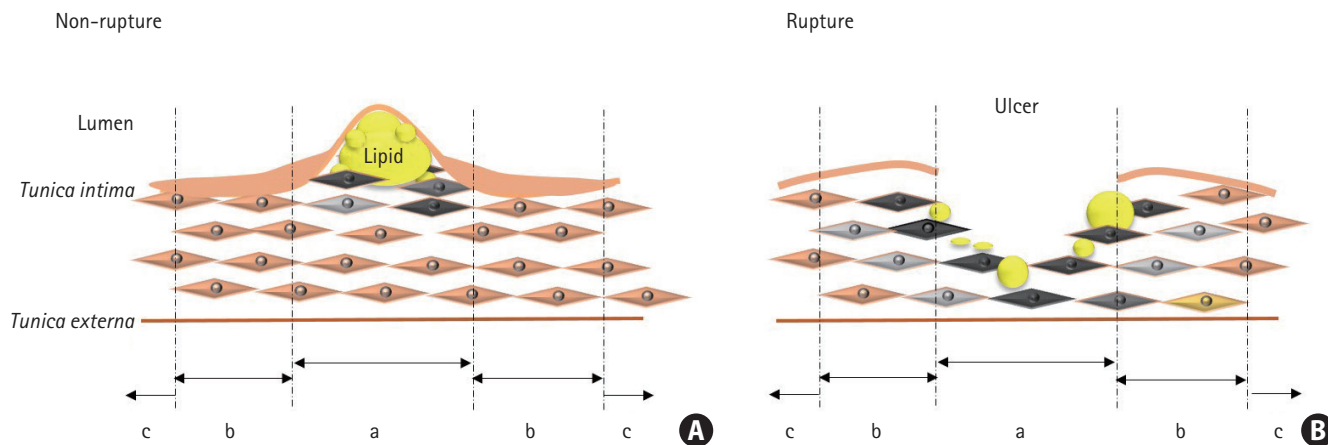 Non-rupture
Lumen
Lipid
Tunica intima
Tunica externa
c b a b c
A
Rupture
Ulcer
c b a b c
B